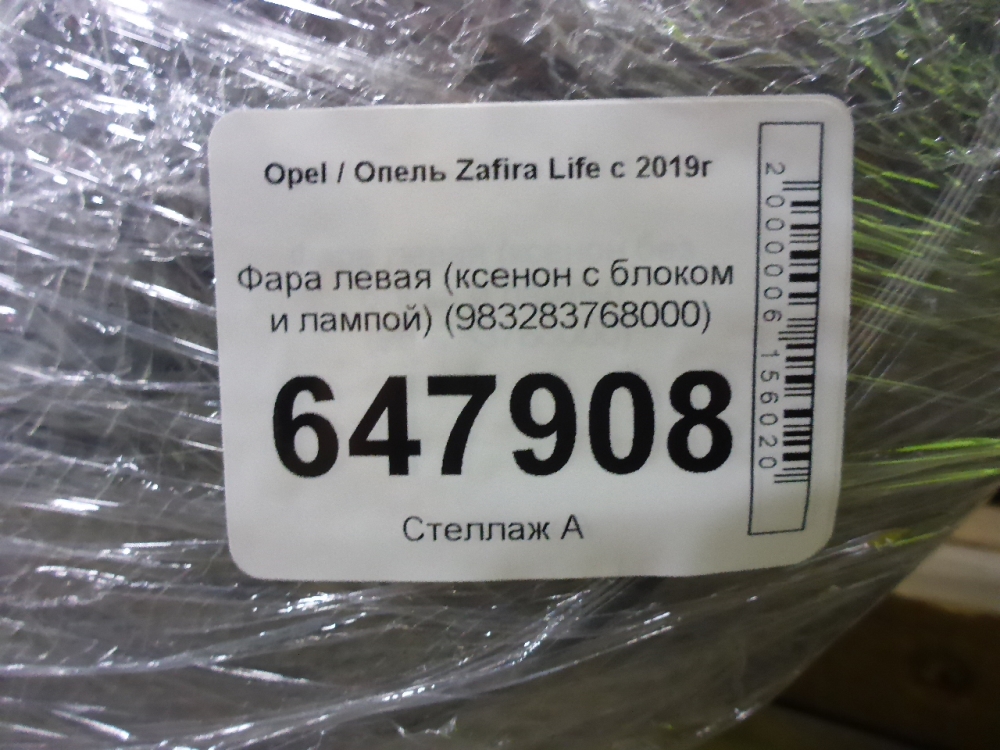 Opel / Опель Zafira Life с 2019г
Фара левая (ксенон с блоком
и лампой) (983283768000)
647908
Стеллаж А
2000006156020